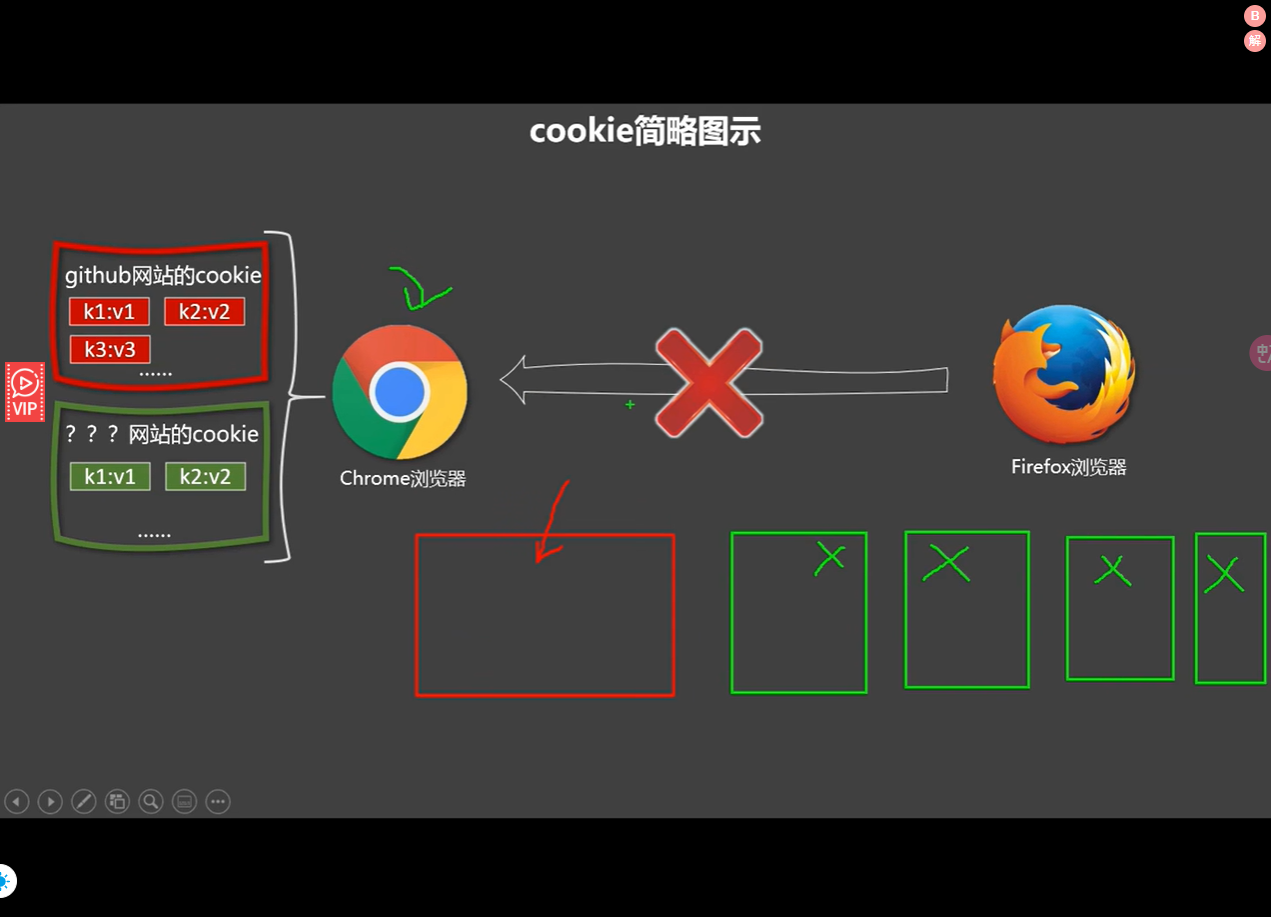 B
解
cookie简略图示
github网站的cookie
k1:v1 k2:v2
k3:v3
......
VIP
？？？网站的cookie
k1:v1 k2:v2
......
Chrome浏览器
Firefox浏览器